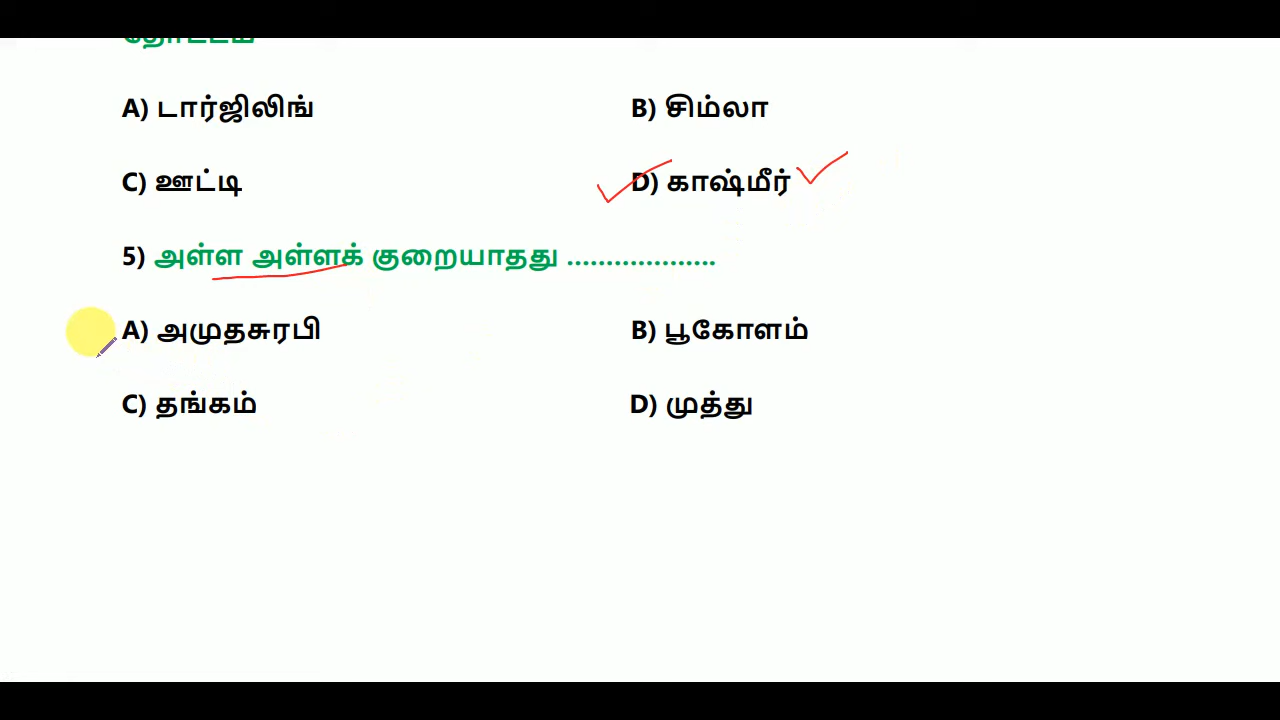 A) டார்ஜிலிங் B) சிம்லா
C) ஊட்டி D) காஷ்மீர்
5) அள்ள அள்ளக் குறையாதது ...................
A) அமுதசுரபி B) பூகோளம்
C) தங்கம் D) முத்து